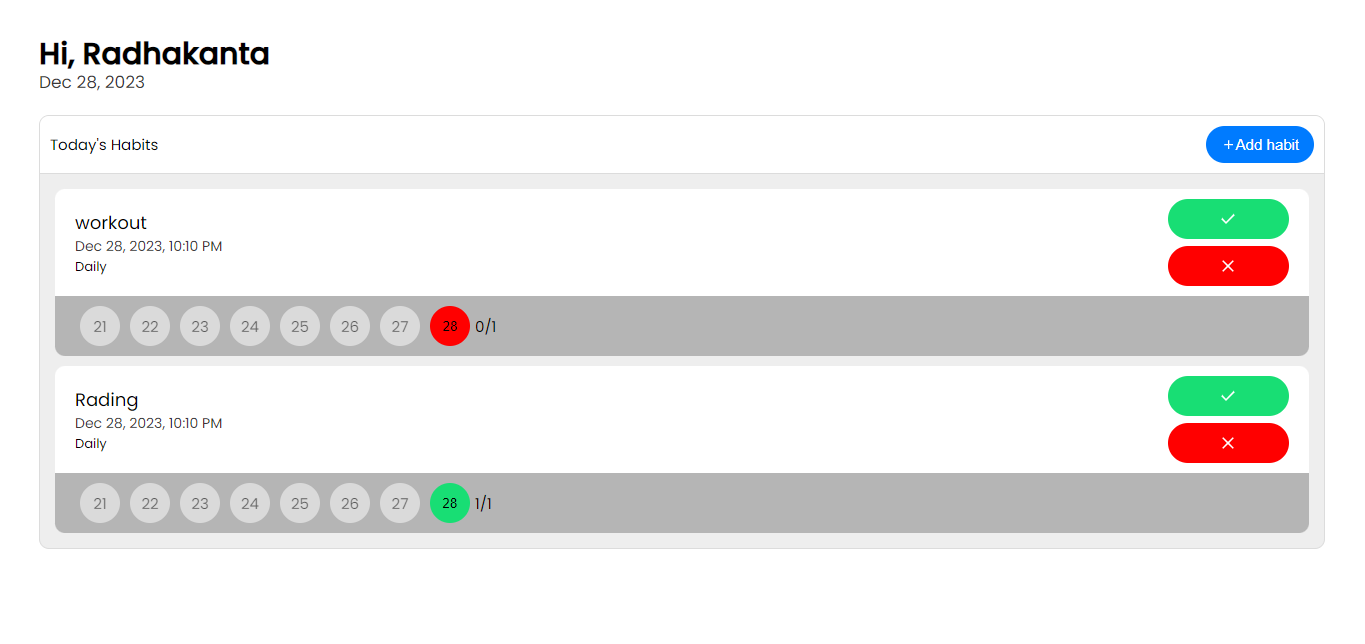 Hi, Radhakanta
Dec 28, 2023
Today's Habits
+Add habit
workout
Dec 28, 2023, 10:10 PM
Daily
21 22 23 24 25 26 27 28 0/1
Rading
Dec 28, 2023, 10:10 PM
Daily
21 22 23 24 25 26 27 28 1/1